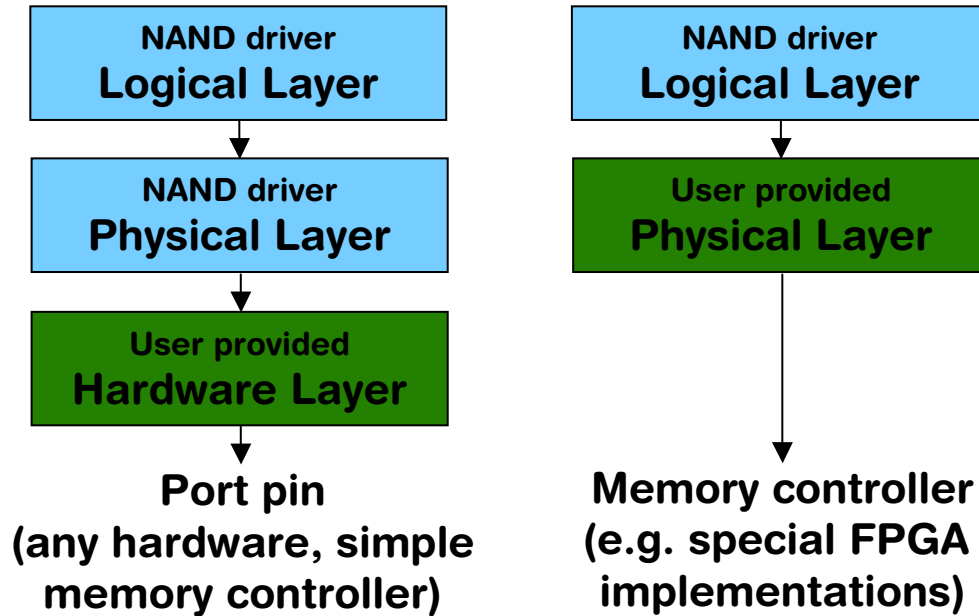 NAND driver
Logical Layer
NAND driver
Physical Layer
User provided
Hardware Layer
Port pin
(any hardware, simple
memory controller)
NAND driver
Logical Layer
User provided
Physical Layer
Memory controller
(e.g. special FPGA
implementations)